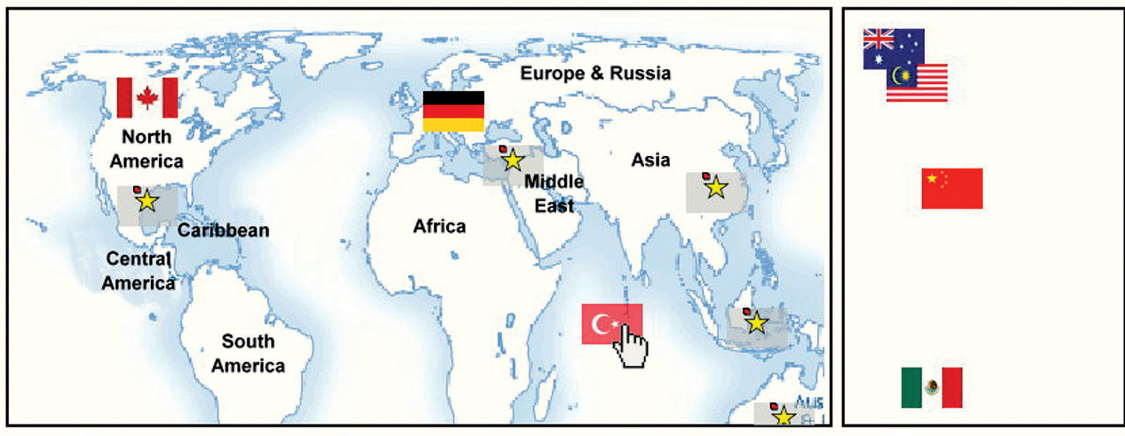 Europe & Russia
North
America
Asia
Middle
East
Africa
Caribbean
Central
America
South
America